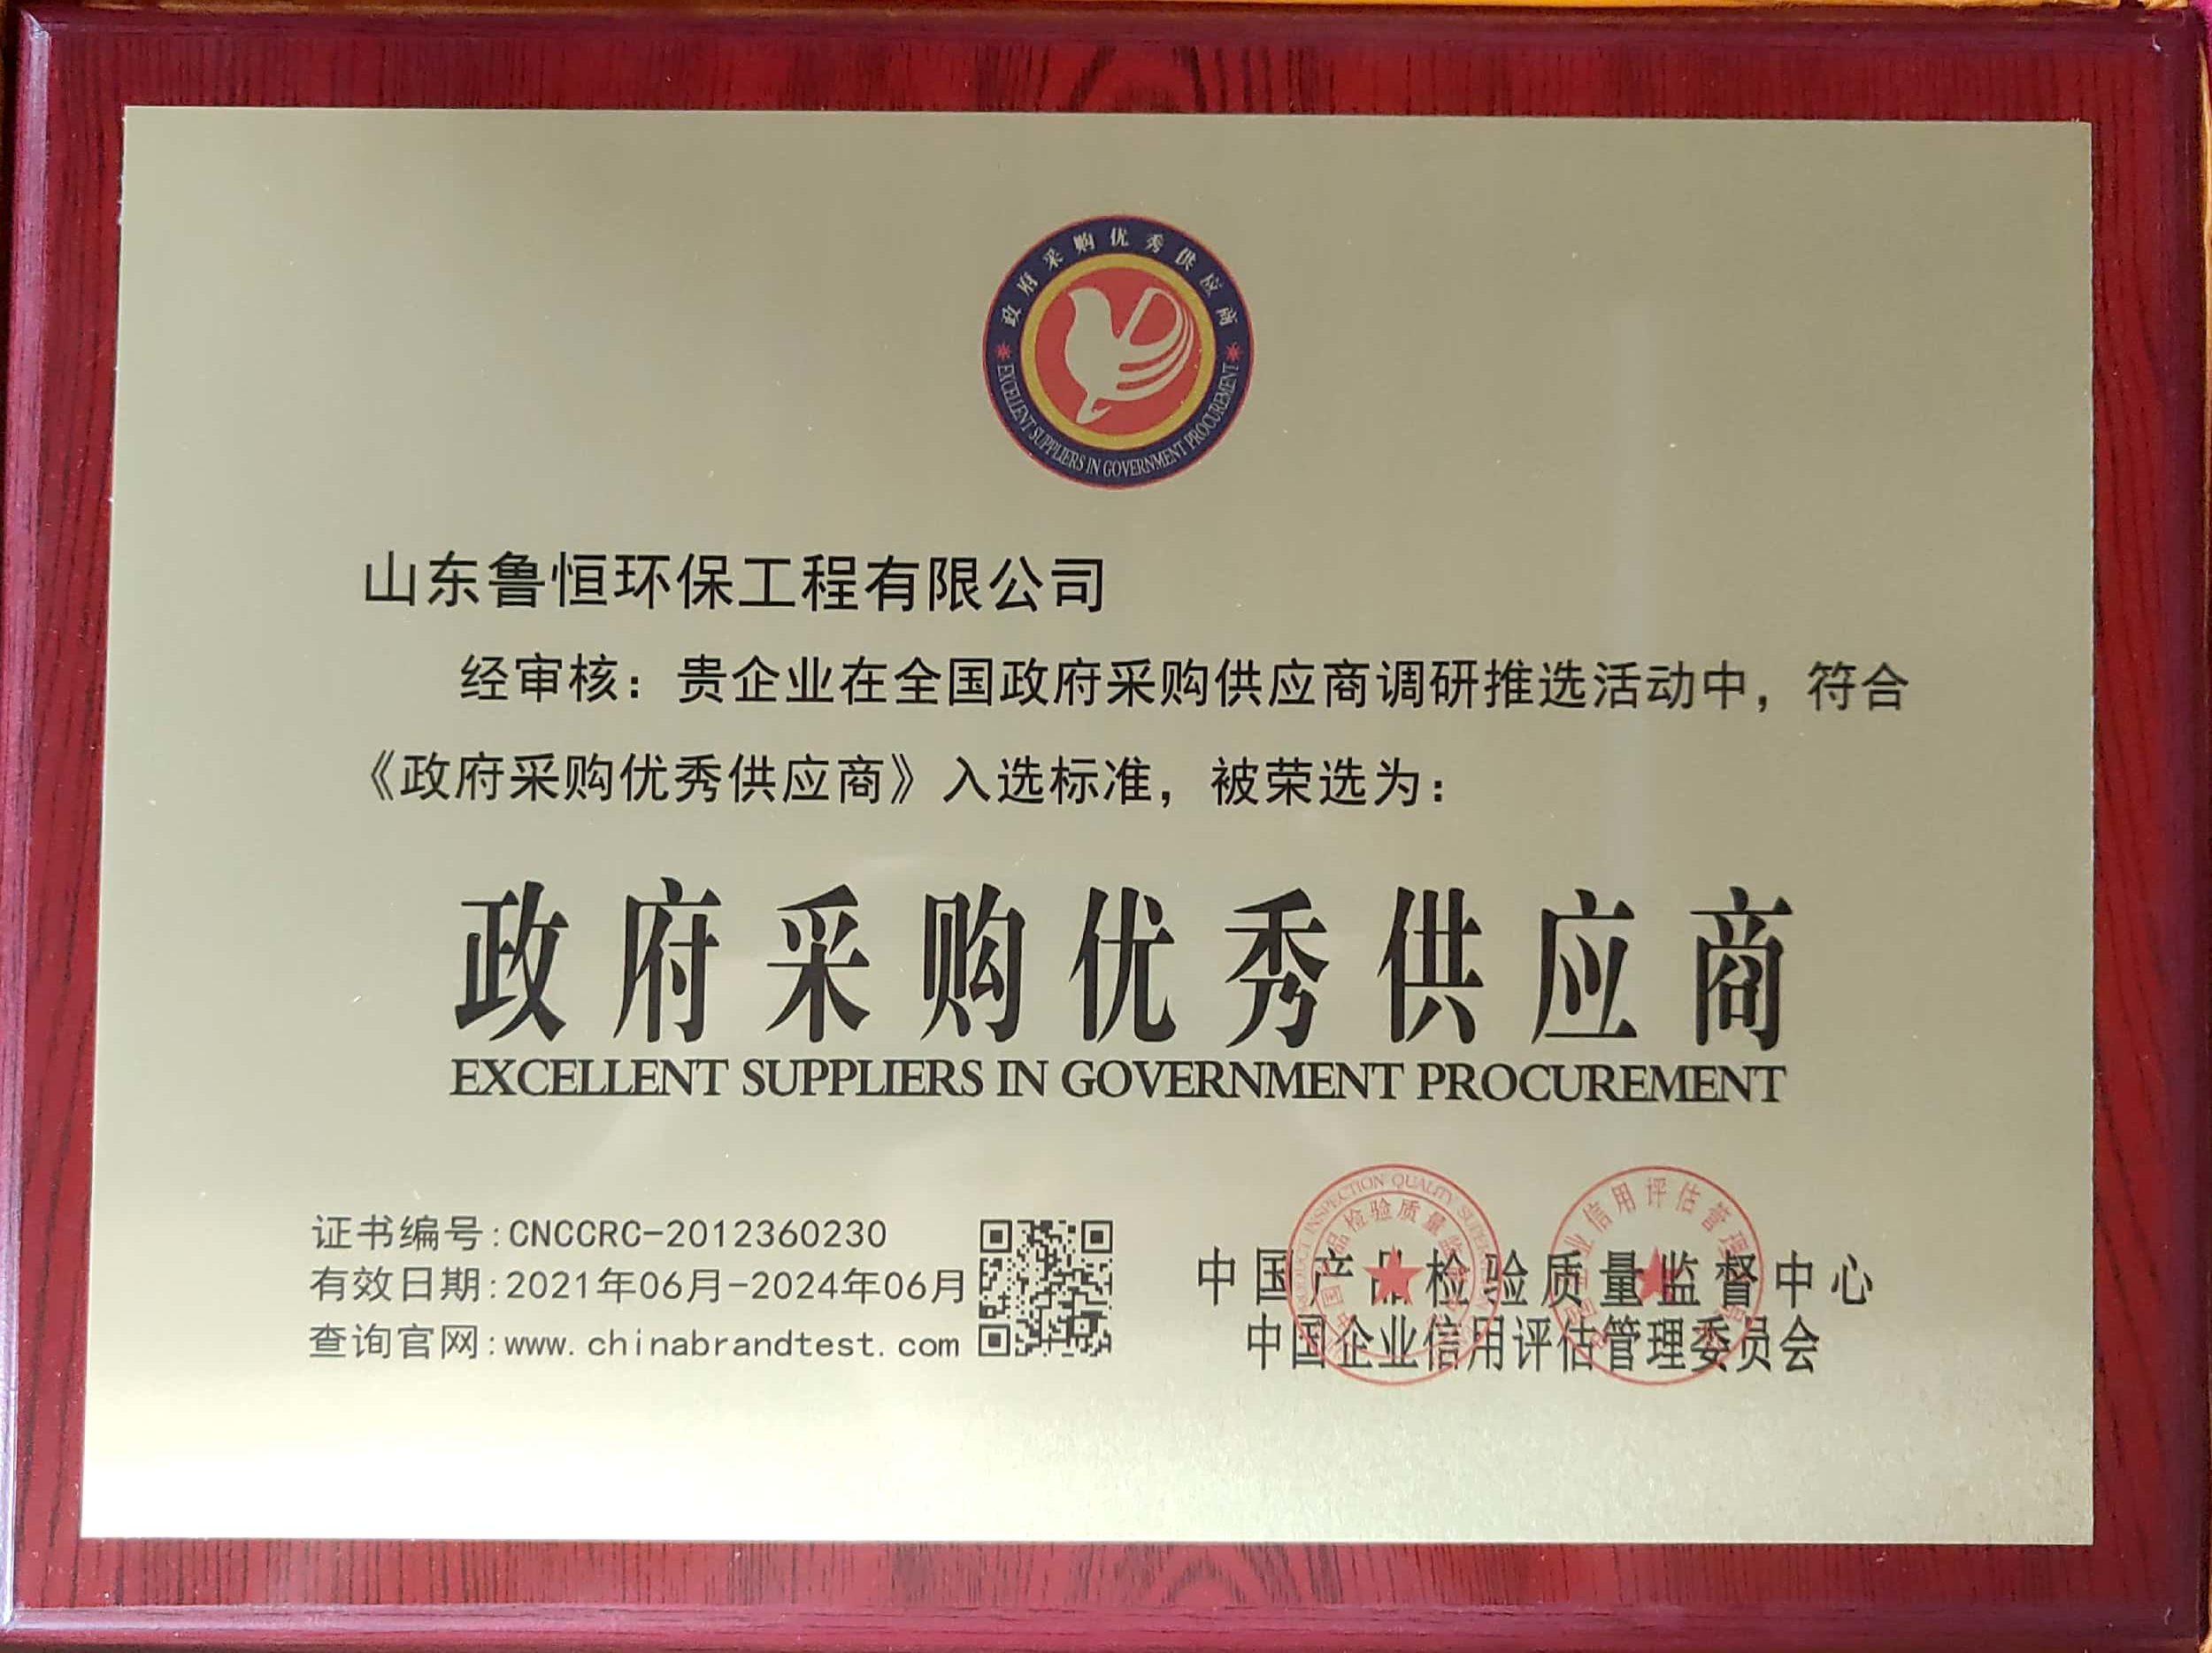 政府采购优秀供应商
EXCELLENT SUPPLIERS IN GOVERNMENT PROCUREMENT
山东鲁恒环保工程有限公司
经审核：贵企业在全国政府采购供应商调研推选活动中，符合
《政府采购优秀供应商》入选标准，被荣选为：
政府采购优秀供应商
EXCELLENT SUPPLIERS IN GOVERNMENT PROCUREMENT
证书编号:CNCCRC-2012360230
有效日期:2021年06月-2024年06月
查询官网:www.chinabrandtest.com
中国产品检验质量监督中心
中国企业信用评估管理委员会